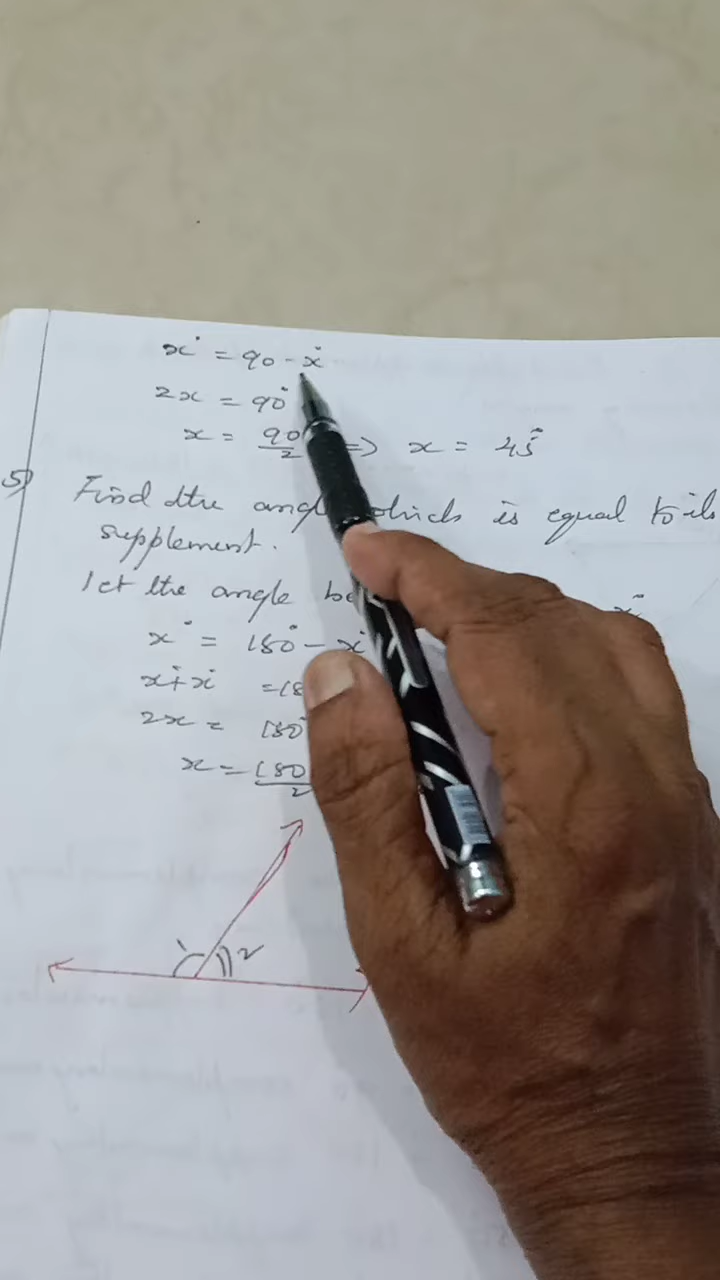 x° = 90 - x°
2x = 90°
x = 90/2 => x = 45°
5) Find the angle which is equal to its
supplement.
let the angle be x°
x° = 180° - x°
x° + x° = 18
2x = 180°
x = 180/2
1 2